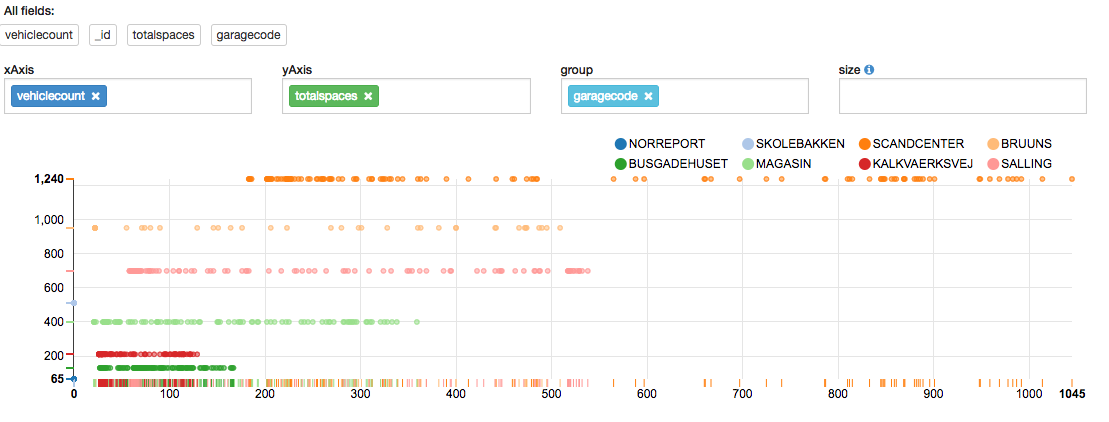 All fields:
vehiclecount _id totalspaces garagecode
xAxis yAxis group size
vehiclecount × totalspaces × garagecode ×
NORREPORT SKOLEBAKKEN SCANDCENTER BRUUNS
BUSGADEHUSET MAGASIN KALKVAERKSVEJ SALLING
1,240
1,000
800
600
400
200
65
0 100 200 300 400 500 600 700 800 900 1000 1045